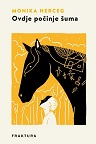 MONIKA HERCEG
Ovdje počinje šuma
FRAKTURA